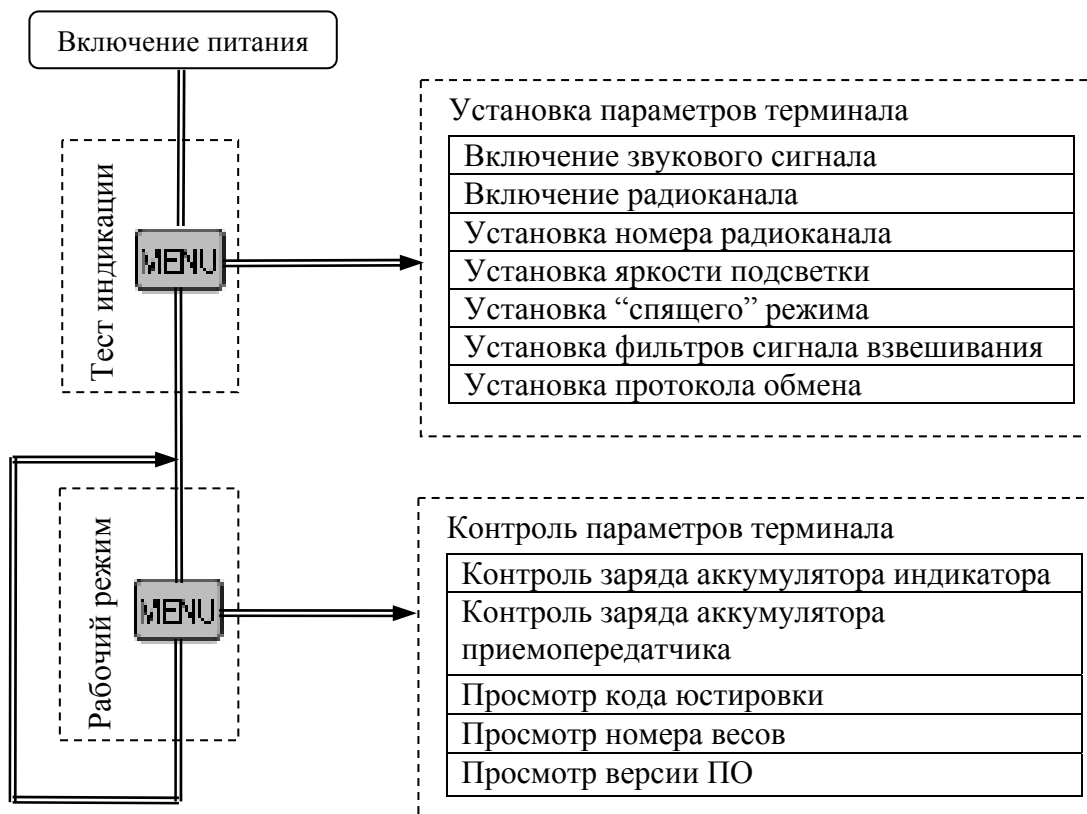 Включение питания
Тест индикации
MENU
Установка параметров терминала
Включение звукового сигнала
Включение радиоканала
Установка номера радиоканала
Установка яркости подсветки
Установка “спящего” режима
Установка фильтров сигнала взвешивания
Установка протокола обмена
Рабочий режим
MENU
Контроль параметров терминала
Контроль заряда аккумулятора индикатора
Контроль заряда аккумулятора
приемопередатчика
Просмотр кода юстировки
Просмотр номера весов
Просмотр версии ПО